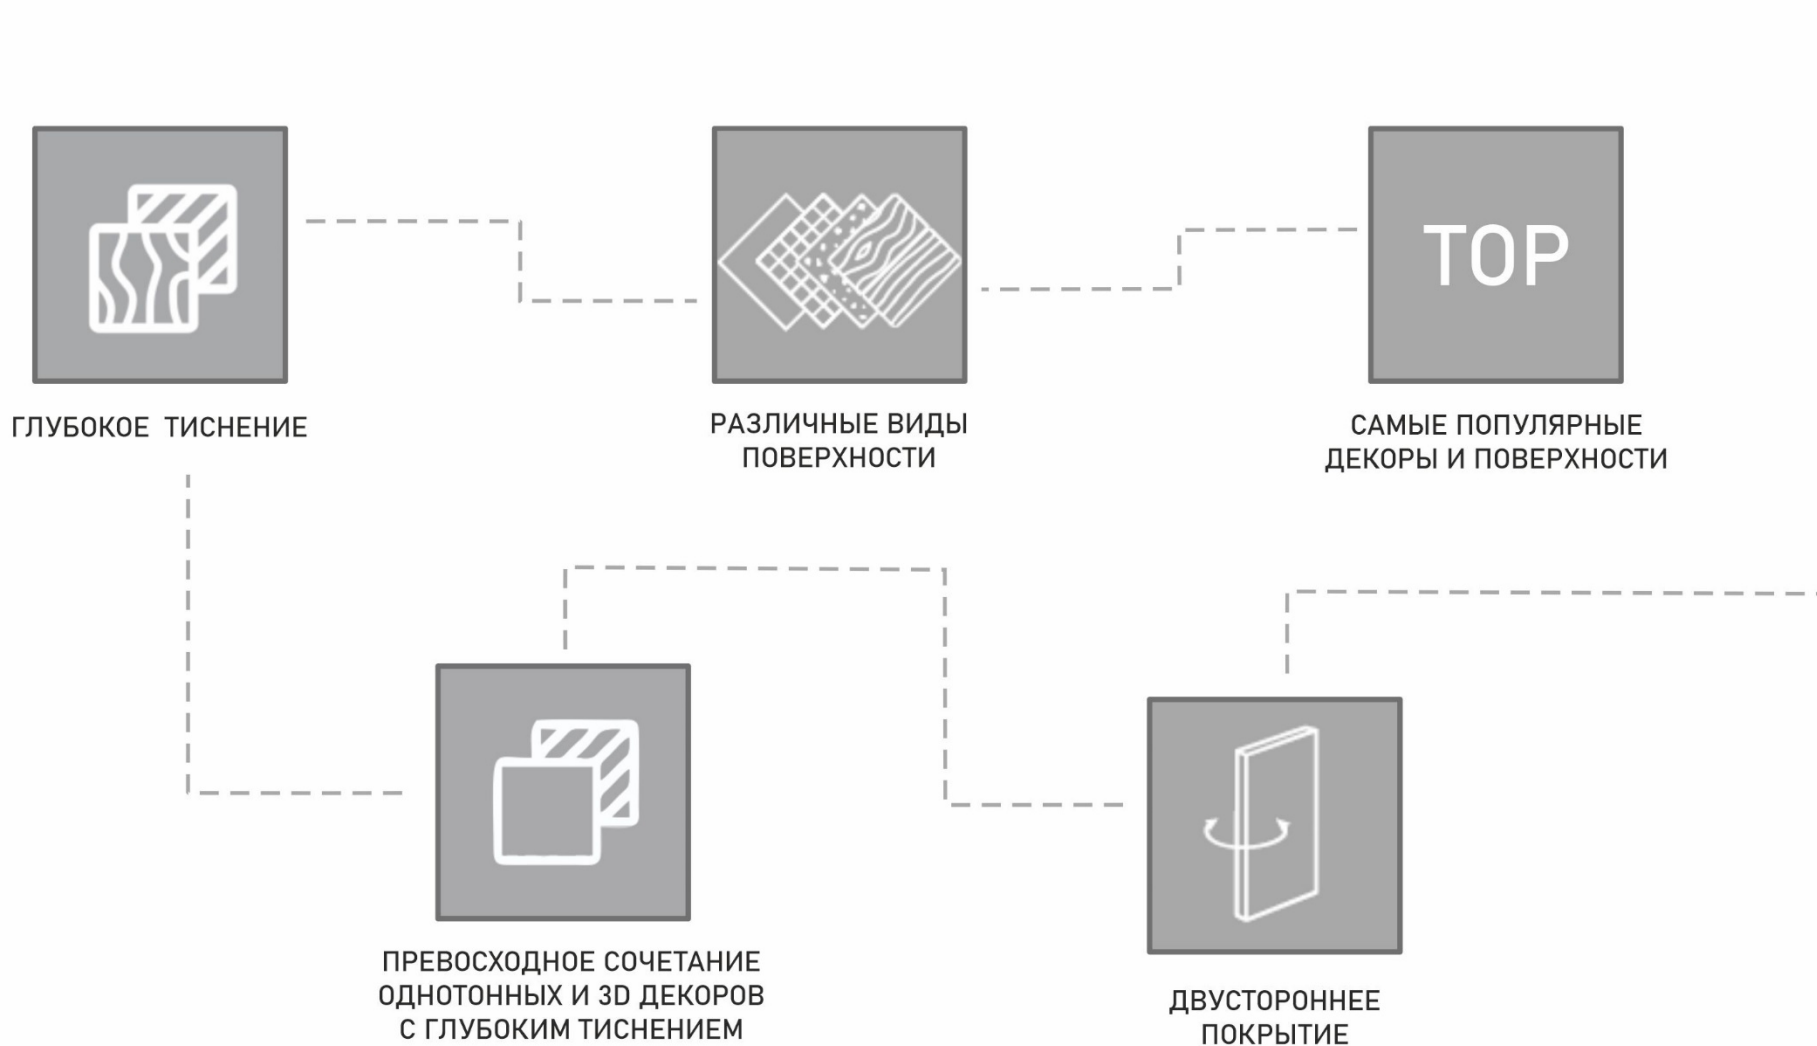 TOP
ГЛУБОКОЕ ТИСНЕНИЕ
РАЗЛИЧНЫЕ ВИДЫ
ПОВЕРХНОСТИ
САМЫЕ ПОПУЛЯРНЫЕ
ДЕКОРЫ И ПОВЕРХНОСТИ
ПРЕВОСХОДНОЕ СОЧЕТАНИЕ
ОДНОТОННЫХ И 3D ДЕКОРОВ
С ГЛУБОКИМ ТИСНЕНИЕМ
ДВУСТОРОННЕЕ
ПОКРЫТИЕ